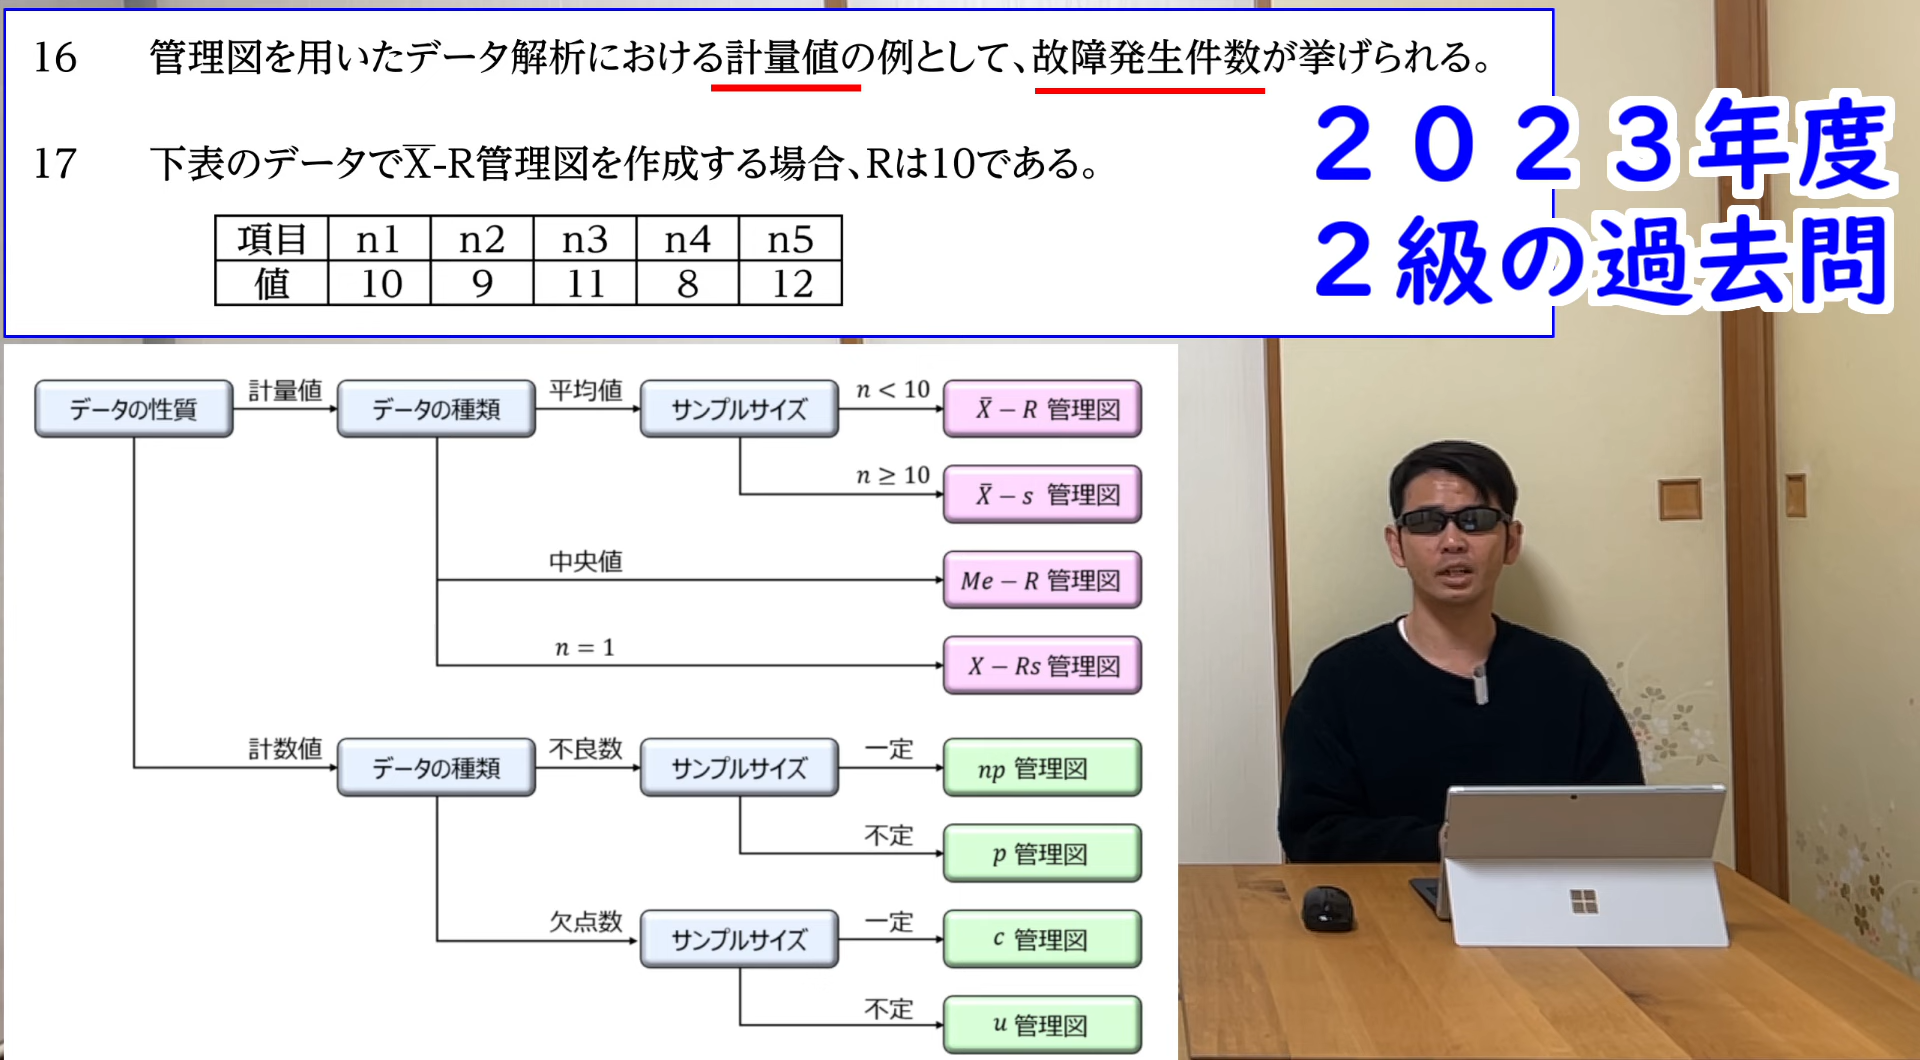 16 管理図を用いたデータ解析における計量値の例として、故障発生件数が挙げられる。
17 下表のデータでX̅-R管理図を作成する場合、Rは10である。
項目 n1 n2 n3 n4 n5
値 10 9 11 8 12
2023年度
2級の過去問
データの性質 計量値 データの種類 平均値 サンプルサイズ n < 10 X̄ − R 管理図
n ≥ 10 X̄ − s 管理図
中央値 Me − R 管理図
n = 1 X − Rs 管理図
計数値 データの種類 不良数 サンプルサイズ 一定 np 管理図
不定 p 管理図
欠点数 サンプルサイズ 一定 c 管理図
不定 u 管理図